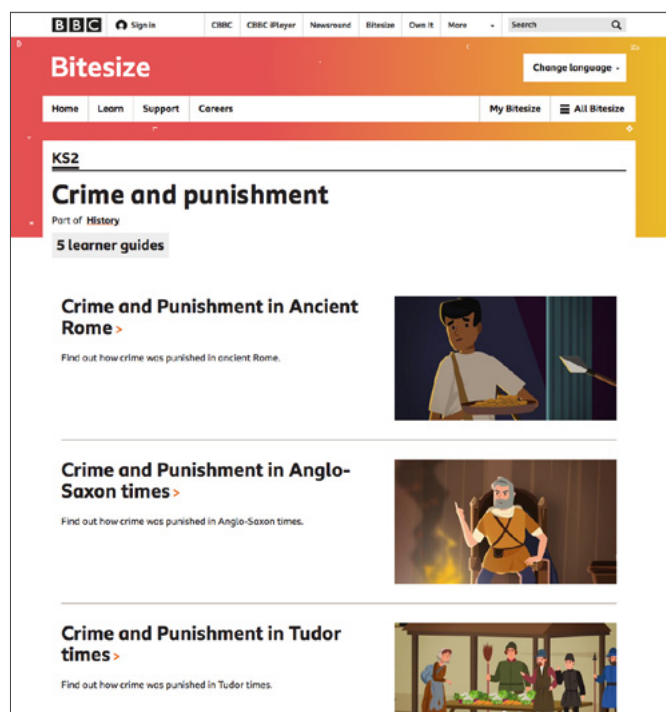 BBC Sign in CBBC CBBC iPlayer Newsround Bitesize Own It More Search
Bitesize
Change language
Home Learn Support Careers My Bitesize All Bitesize
KS2
Crime and punishment
Part of History
5 learner guides
Crime and Punishment in Ancient
Rome >
Find out how crime was punished in ancient Rome.
Crime and Punishment in Anglo-
Saxon times >
Find out how crime was punished in Anglo-Saxon times.
Crime and Punishment in Tudor
times >
Find out how crime was punished in Tudor times.